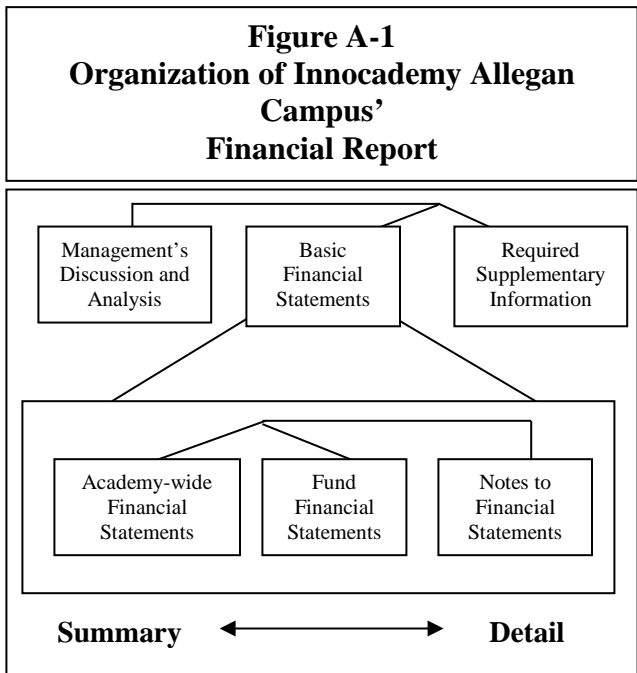 Figure A-1
Organization of Innocademy Allegan
Campus’
Financial Report
Management’s
Discussion and
Analysis
Basic
Financial
Statements
Required
Supplementary
Information
Academy-wide
Financial
Statements
Fund
Financial
Statements
Notes to
Financial
Statements
Summary
Detail